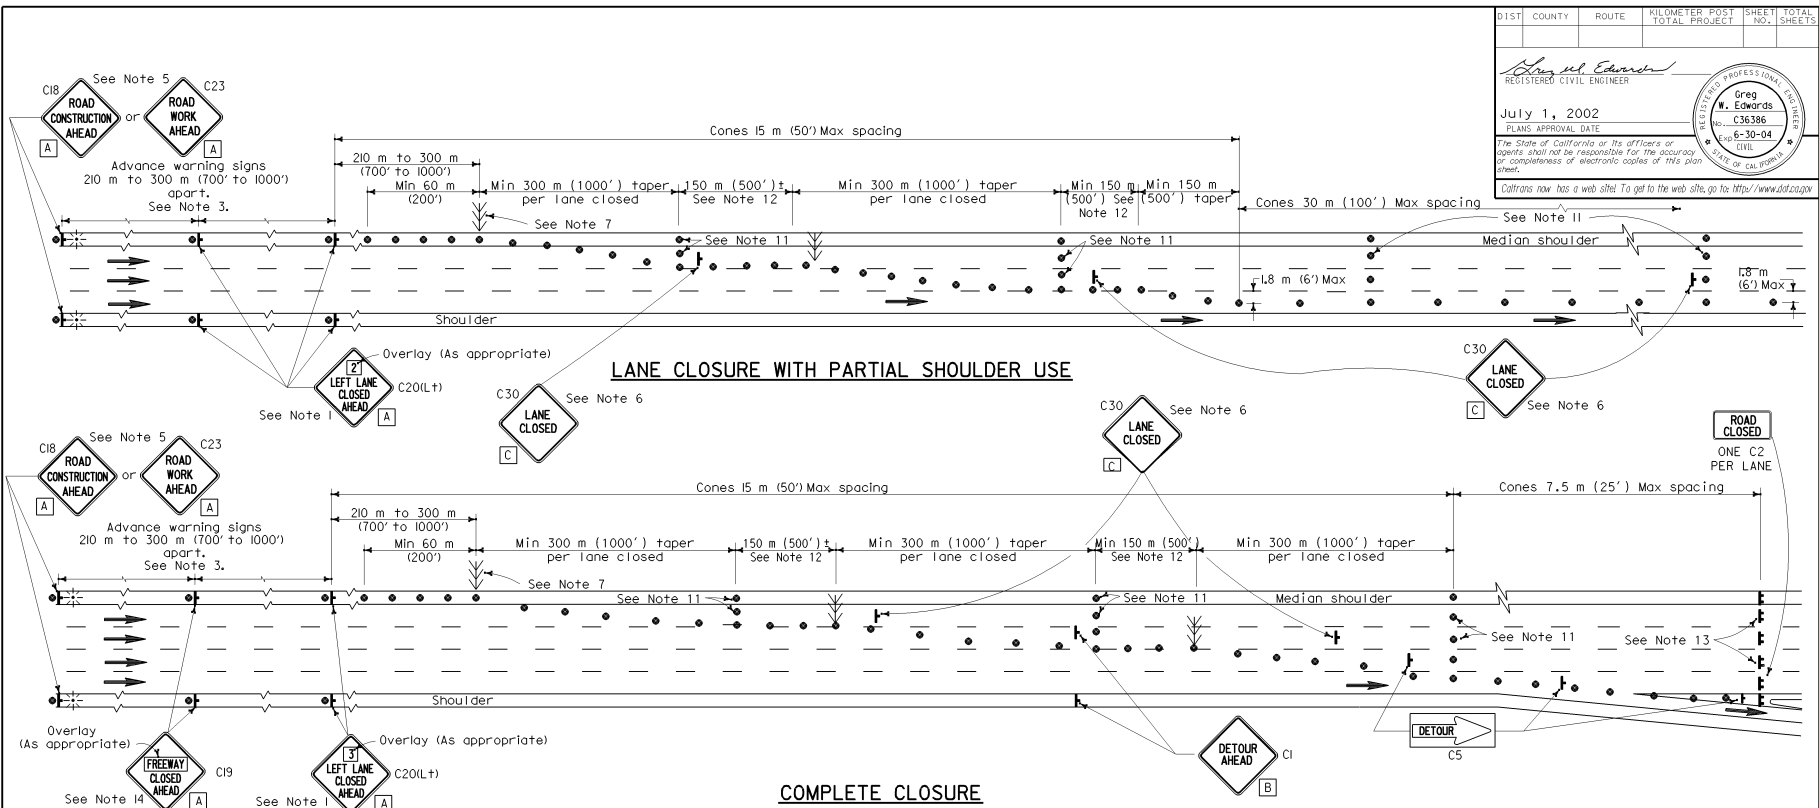 DIST COUNTY ROUTE KILOMETER POST TOTAL PROJECT SHEET NO. TOTAL SHEETS
REGISTERED CIVIL ENGINEER
July 1, 2002
PLANS APPROVAL DATE
REGISTERED PROFESSIONAL ENGINEER
Greg
W. Edwards
No. C36386
Exp. 6-30-04
CIVIL
STATE OF CALIFORNIA
The State of California or its officers or
agents shall not be responsible for the accuracy
or completeness of electronic copies of this plan
sheet.
Caltrans now has a web site! To get to the web site, go to: http://www.dot.ca.gov
C18
See Note 5
C23
ROAD
CONSTRUCTION
AHEAD
or
ROAD
WORK
AHEAD
A
A
Advance warning signs
210 m to 300 m (700' to 1000')
apart.
See Note 3.
Cones 15 m (50') Max spacing
210 m to 300 m
(700' to 1000')
Min 60 m
(200')
Min 300 m (1000') taper
per lane closed
150 m (500')±
See Note 12
Min 300 m (1000') taper
per lane closed
Min 150 m
(500') See
Note 12
Min 150 m
(500') taper
Cones 30 m (100') Max spacing
See Note 7
See Note 11
See Note 11
See Note 11
Median shoulder
1.8 m (6') Max
1.8 m
(6') Max
Shoulder
Overlay (As appropriate)
2
LEFT LANE
CLOSED
AHEAD
C20(Lt)
See Note 1
A
LANE CLOSURE WITH PARTIAL SHOULDER USE
C30
See Note 6
LANE
CLOSED
C
C30
LANE
CLOSED
See Note 6
C
C18
See Note 5
C23
ROAD
CONSTRUCTION
AHEAD
or
ROAD
WORK
AHEAD
A
A
Advance warning signs
210 m to 300 m (700' to 1000')
apart.
See Note 3.
C30
See Note 6
LANE
CLOSED
C
ROAD
CLOSED
ONE C2
PER LANE
Cones 15 m (50') Max spacing
Cones 7.5 m (25') Max spacing
210 m to 300 m
(700' to 1000')
Min 60 m
(200')
Min 300 m (1000') taper
per lane closed
150 m (500')±
See Note 12
Min 300 m (1000') taper
per lane closed
Min 150 m (500')
See Note 12
Min 300 m (1000') taper
per lane closed
See Note 7
See Note 11
See Note 11
Median shoulder
See Note 11
See Note 13
Shoulder
Overlay
(As appropriate)
FREEWAY
CLOSED
AHEAD
C19
See Note 14
A
Overlay (As appropriate)
3
LEFT LANE
CLOSED
AHEAD
C20(Lt)
See Note 1
A
DETOUR
AHEAD
C1
B
DETOUR
C5
COMPLETE CLOSURE